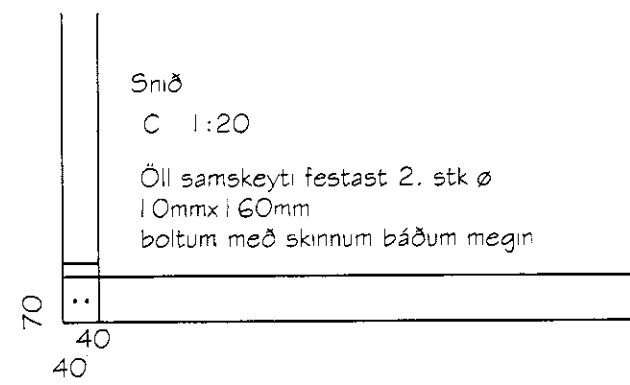 Snið
C 1:20
Öll samskeyti festast 2. stk ø
10mmx160mm
boltum með skinnum báðum megin
70
40
40